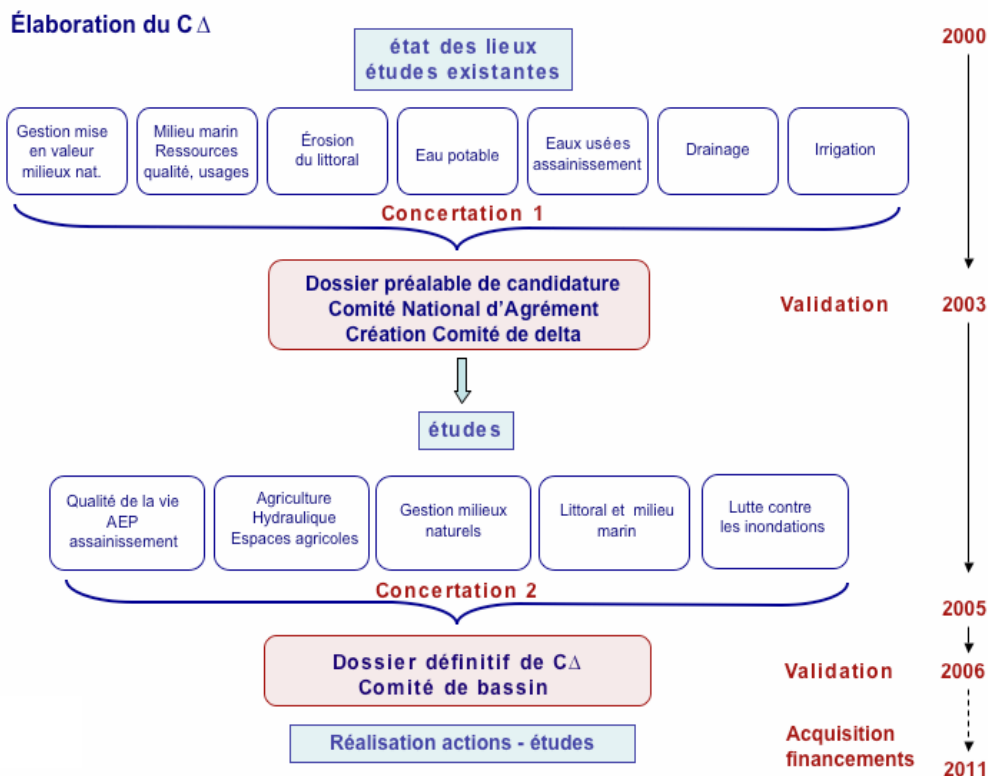 Élaboration du C Δ
état des lieux
études existantes
2000
Gestion mise
en valeur
milieux nat.
Milieu marin
Ressources
qualité, usages
Érosion
du littoral
Eau potable
Eaux usées
assainissement
Drainage
Irrigation
Concertation 1
Dossier préalable de candidature
Comité National d'Agrément
Création Comité de delta
Validation
2003
études
Qualité de la vie
AEP
assainissement
Agriculture
Hydraulique
Espaces agricoles
Gestion milieux
naturels
Littoral et milieu
marin
Lutte contre
les inondations
Concertation 2
2005
Dossier définitif de CΔ
Comité de bassin
Validation
2006
Réalisation actions - études
Acquisition
financements
2011